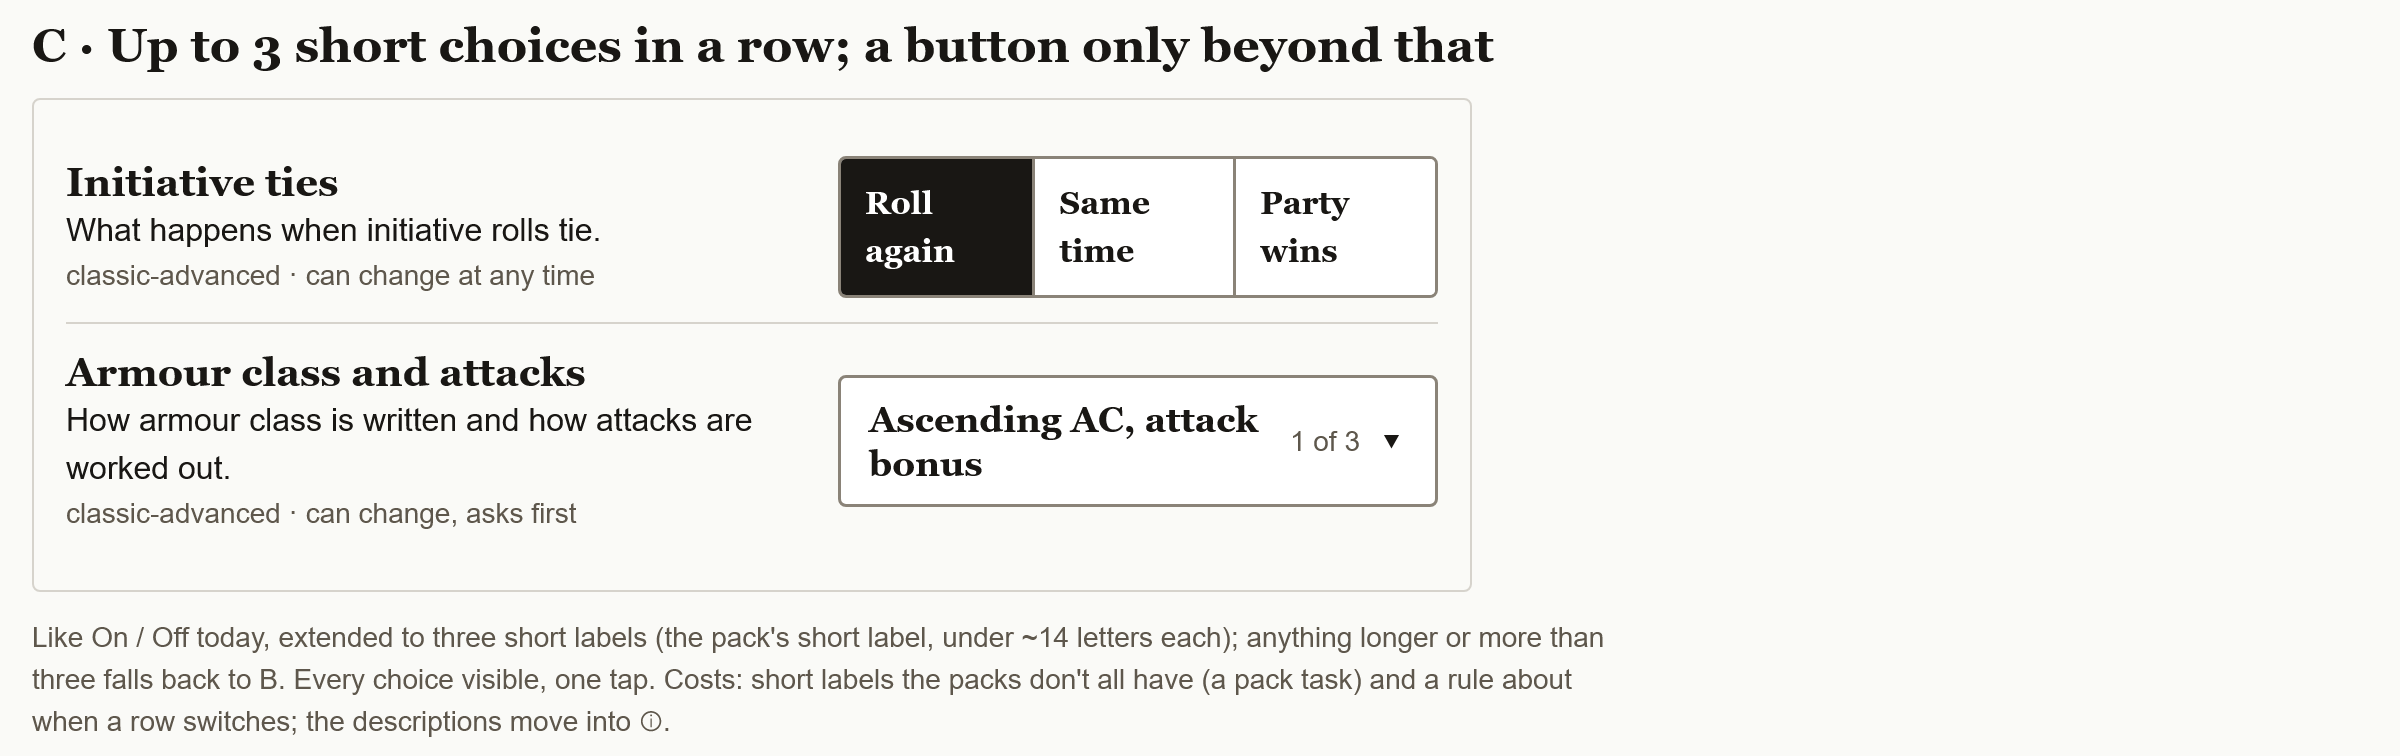 C · Up to 3 short choices in a row; a button only beyond that
Initiative ties
What happens when initiative rolls tie.
classic-advanced · can change at any time
Roll
again
Same
time
Party
wins
Armour class and attacks
How armour class is written and how attacks are
worked out.
classic-advanced · can change, asks first
Ascending AC, attack
bonus
1 of 3 ▼
Like On / Off today, extended to three short labels (the pack's short label, under ~14 letters each); anything longer or more than
three falls back to B. Every choice visible, one tap. Costs: short labels the packs don't all have (a pack task) and a rule about
when a row switches; the descriptions move into ⓘ.